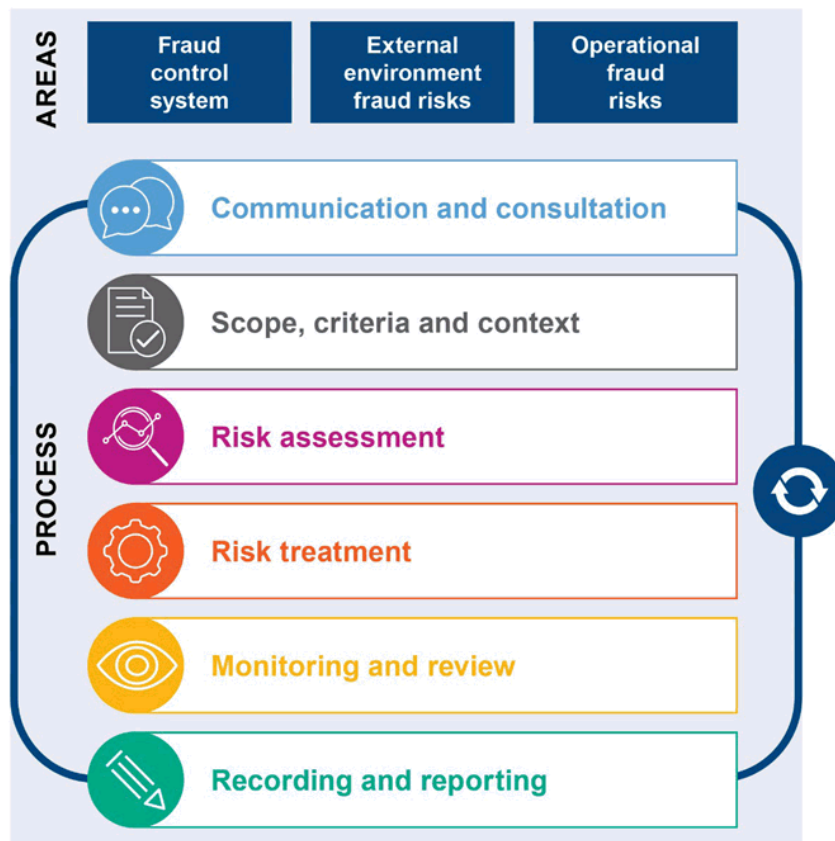 AREAS
Fraud
control
system
External
environment
fraud risks
Operational
fraud
risks
PROCESS
Communication and consultation
Scope, criteria and context
Risk assessment
Risk treatment
Monitoring and review
Recording and reporting